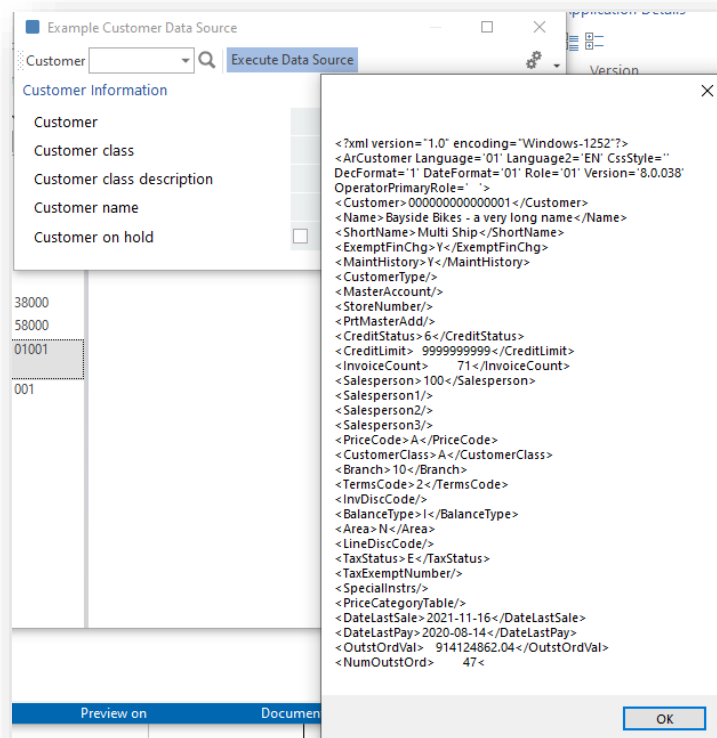 Example Customer Data Source
Application Details
Customer
Execute Data Source
Version
Customer Information
Customer
Customer class
Customer class description
Customer name
Customer on hold
38000
58000
01001
001
<?xml version="1.0" encoding="Windows-1252"?>
<ArCustomer Language='01' Language2='EN' CssStyle=''
DecFormat='1' DateFormat='01' Role='01' Version='8.0.038'
OperatorPrimaryRole='   '>
<Customer>000000000000001</Customer>
<Name>Bayside Bikes - a very long name</Name>
<ShortName>Multi Ship</ShortName>
<ExemptFinChg>Y</ExemptFinChg>
<MaintHistory>Y</MaintHistory>
<CustomerType/>
<MasterAccount/>
<StoreNumber/>
<PrtMasterAdd/>
<CreditStatus>6</CreditStatus>
<CreditLimit>  9999999999</CreditLimit>
<InvoiceCount>      71</InvoiceCount>
<Salesperson>100</Salesperson>
<Salesperson1/>
<Salesperson2/>
<Salesperson3/>
<PriceCode>A</PriceCode>
<CustomerClass>A</CustomerClass>
<Branch>10</Branch>
<TermsCode>2</TermsCode>
<InvDiscCode/>
<BalanceType>I</BalanceType>
<Area>N</Area>
<LineDiscCode/>
<TaxStatus>E</TaxStatus>
<TaxExemptNumber/>
<SpecialInstrs/>
<PriceCategoryTable/>
<DateLastSale>2021-11-16</DateLastSale>
<DateLastPay>2020-08-14</DateLastPay>
<OutstOrdVal>   914124862.04</OutstOrdVal>
<NumOutstOrd>      47<
OK
Preview on
Documen